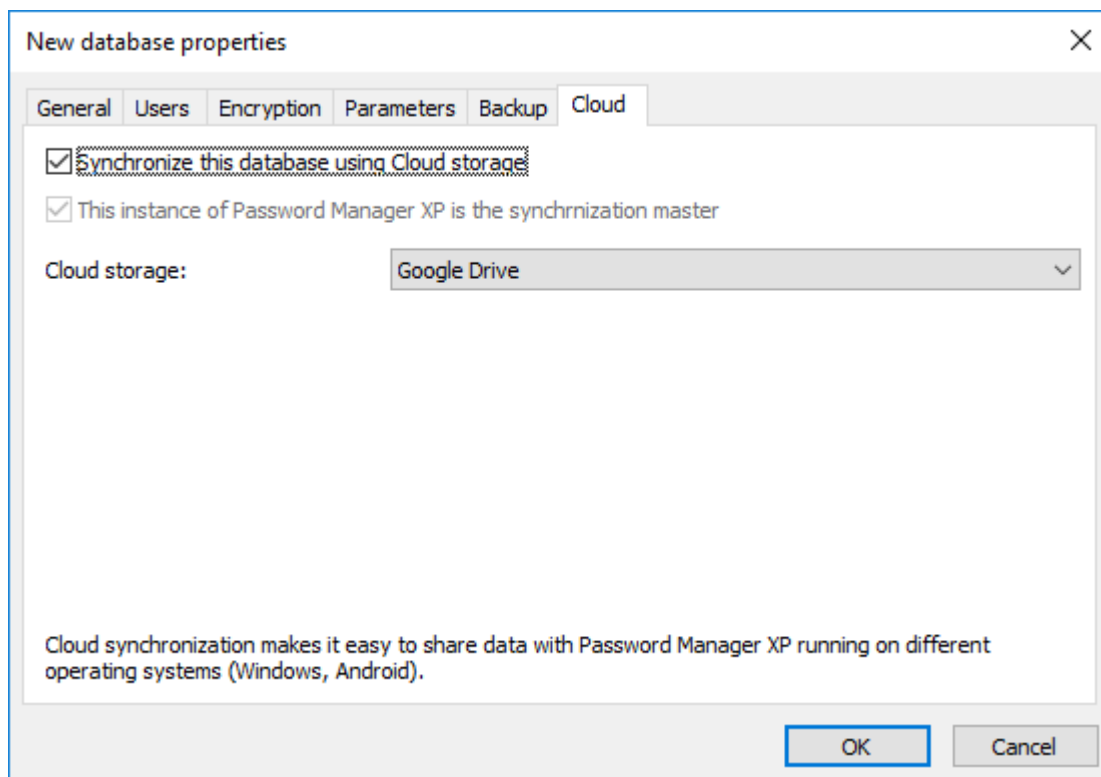 New database properties
General Users Encryption Parameters Backup Cloud
Synchronize this database using Cloud storage
This instance of Password Manager XP is the synchrnization master
Cloud storage: Google Drive
Cloud synchronization makes it easy to share data with Password Manager XP running on different
operating systems (Windows, Android).
OK Cancel